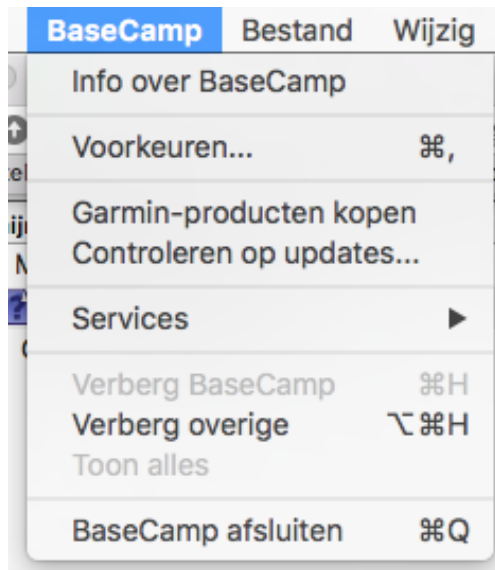 BaseCamp Bestand Wijzig
Info over BaseCamp
Voorkeuren... ⌘,
Garmin-producten kopen
Controleren op updates...
Services ▶
Verberg BaseCamp ⌘H
Verberg overige ⌥⌘H
Toon alles
BaseCamp afsluiten ⌘Q